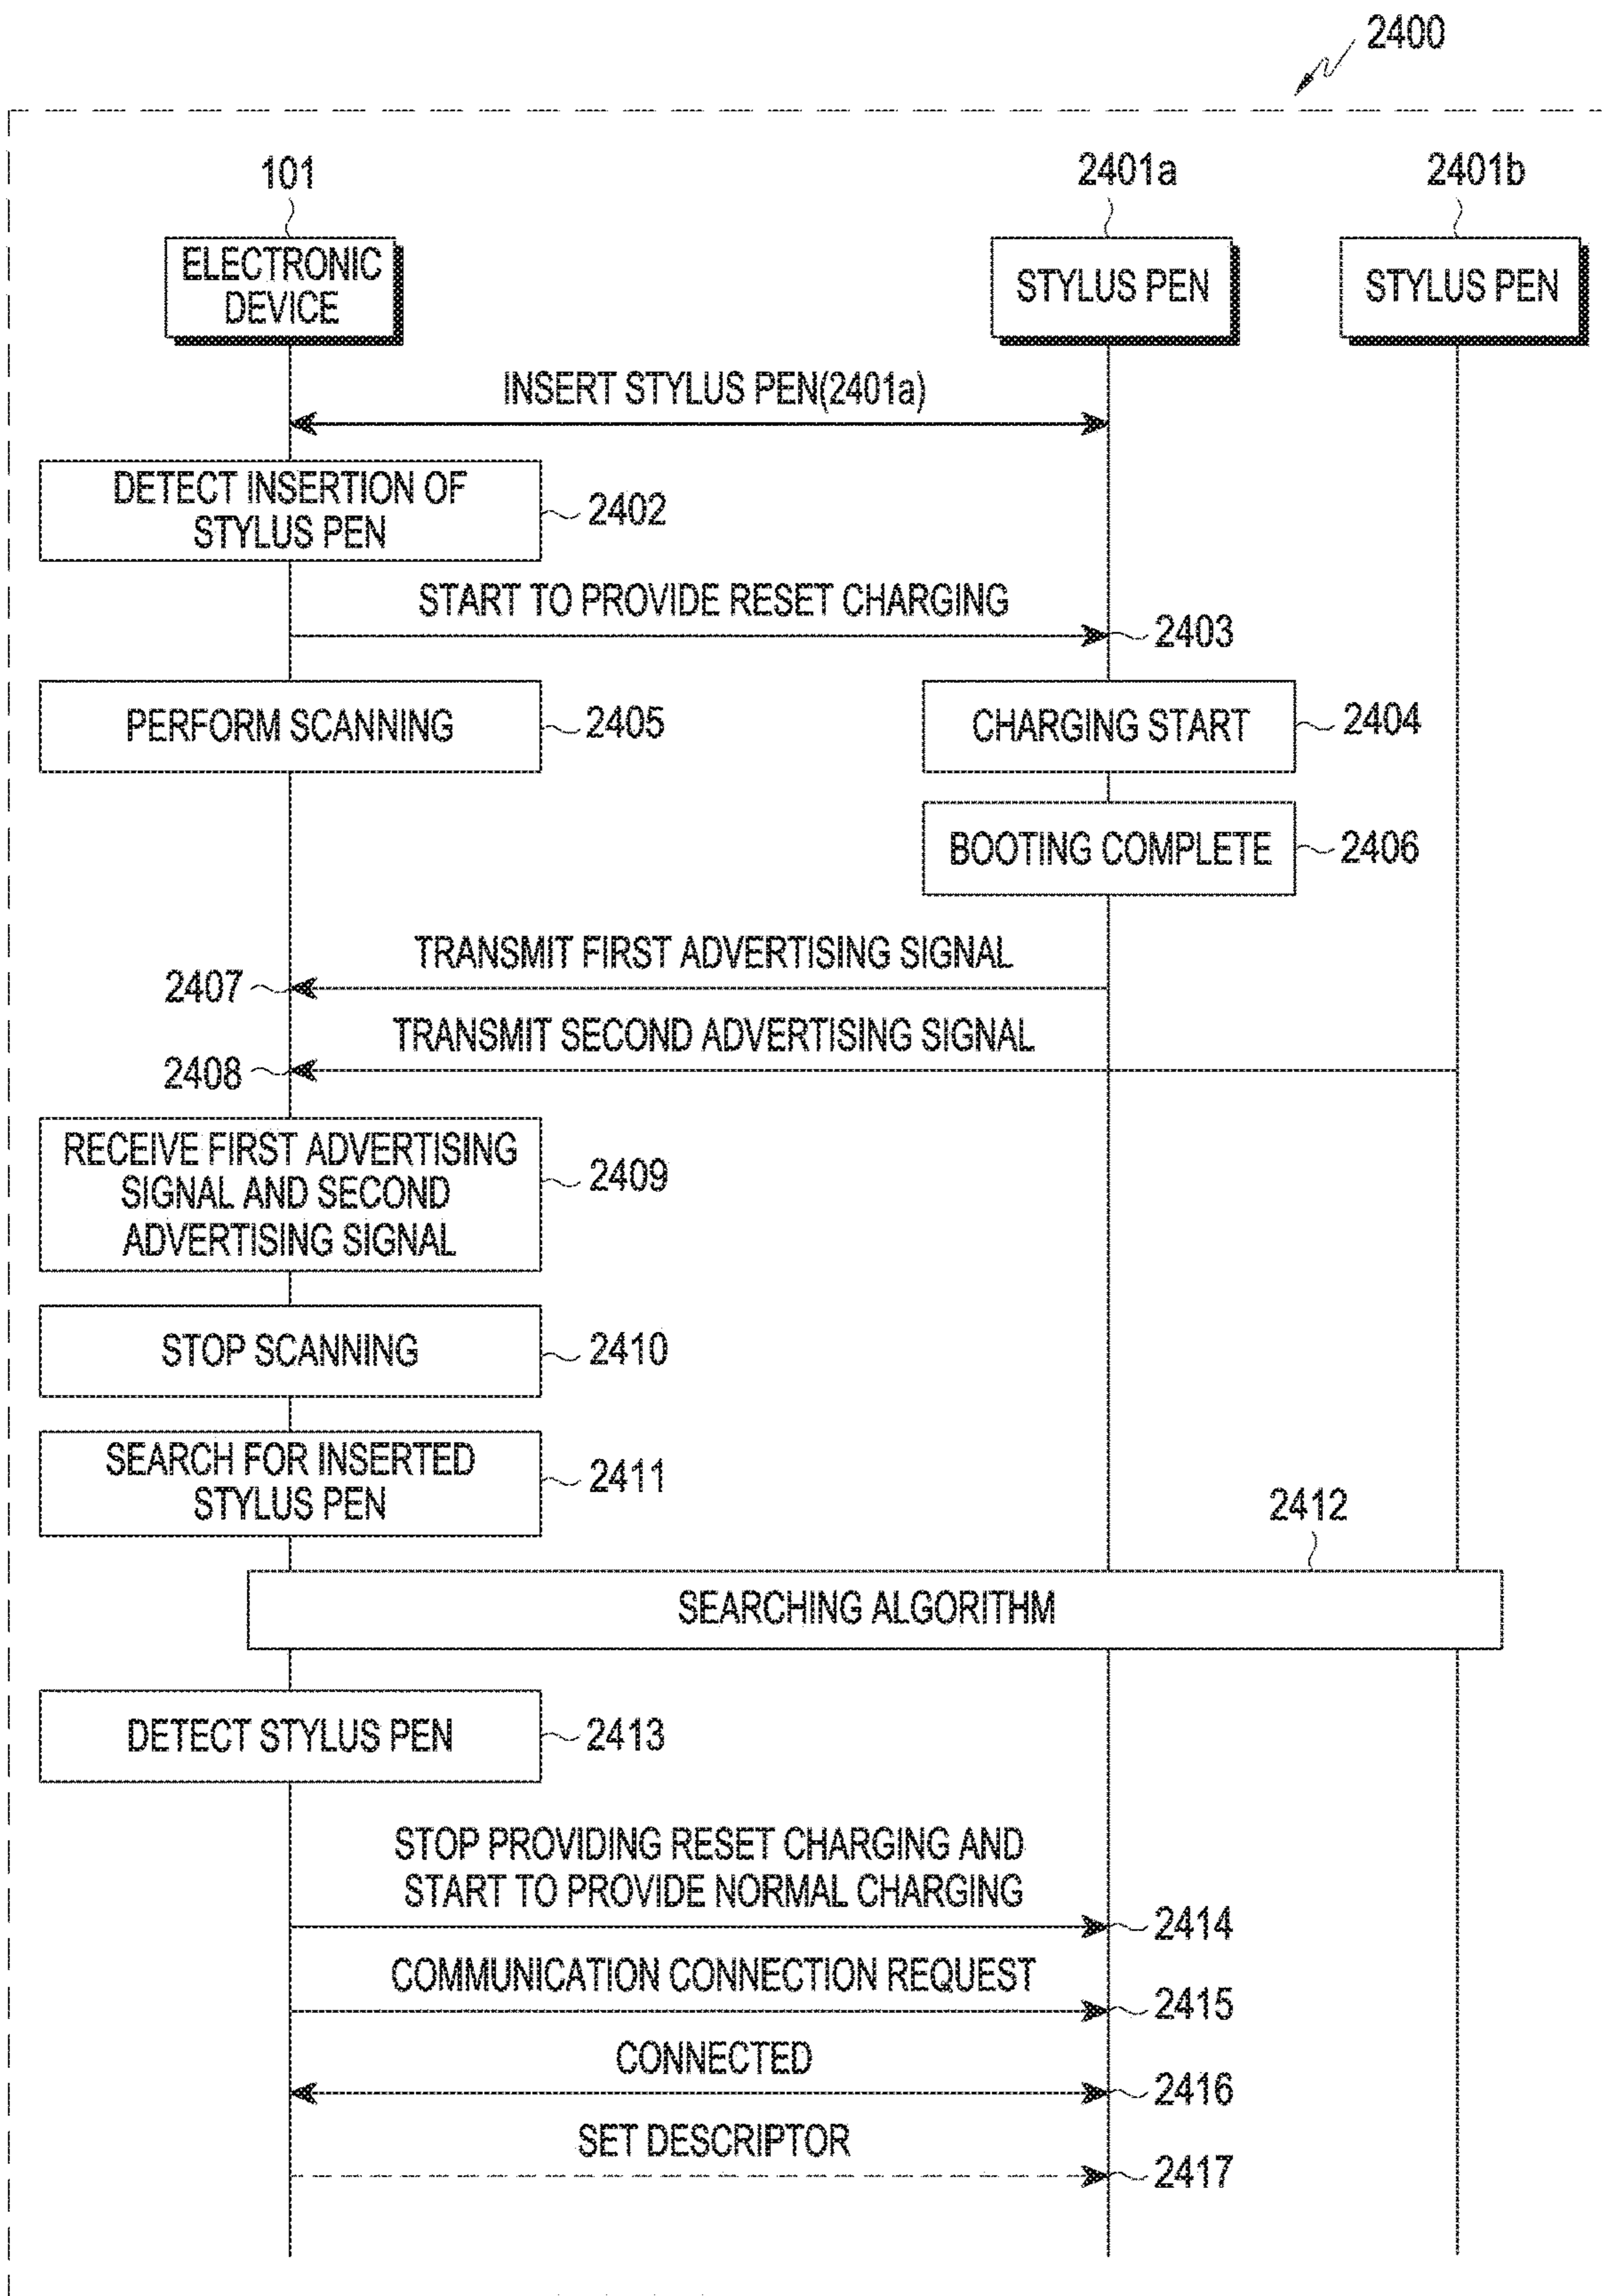 2400
101
2401a
2401b
ELECTRONIC
DEVICE
STYLUS PEN
STYLUS PEN
INSERT STYLUS PEN(2401a)
DETECT INSERTION OF
STYLUS PEN
2402
START TO PROVIDE RESET CHARGING
2403
PERFORM SCANNING
2405
CHARGING START
2404
BOOTING COMPLETE
2406
TRANSMIT FIRST ADVERTISING SIGNAL
2407
TRANSMIT SECOND ADVERTISING SIGNAL
2408
RECEIVE FIRST ADVERTISING
SIGNAL AND SECOND
ADVERTISING SIGNAL
2409
STOP SCANNING
2410
SEARCH FOR INSERTED
STYLUS PEN
2411
2412
SEARCHING ALGORITHM
DETECT STYLUS PEN
2413
STOP PROVIDING RESET CHARGING AND
START TO PROVIDE NORMAL CHARGING
2414
COMMUNICATION CONNECTION REQUEST
2415
CONNECTED
2416
SET DESCRIPTOR
2417